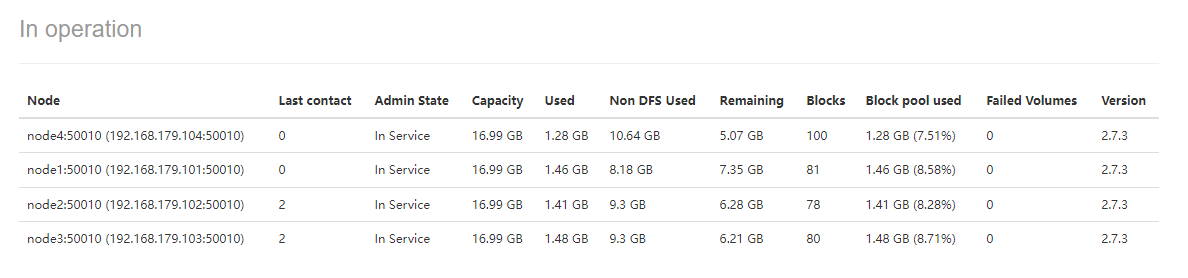 In operation
Node Last contact Admin State Capacity Used Non DFS Used Remaining Blocks Block pool used Failed Volumes Version
node4:50010 (192.168.179.104:50010) 0 In Service 16.99 GB 1.28 GB 10.64 GB 5.07 GB 100 1.28 GB (7.51%) 0 2.7.3
node1:50010 (192.168.179.101:50010) 0 In Service 16.99 GB 1.46 GB 8.18 GB 7.35 GB 81 1.46 GB (8.58%) 0 2.7.3
node2:50010 (192.168.179.102:50010) 2 In Service 16.99 GB 1.41 GB 9.3 GB 6.28 GB 78 1.41 GB (8.28%) 0 2.7.3
node3:50010 (192.168.179.103:50010) 2 In Service 16.99 GB 1.48 GB 9.3 GB 6.21 GB 80 1.48 GB (8.71%) 0 2.7.3